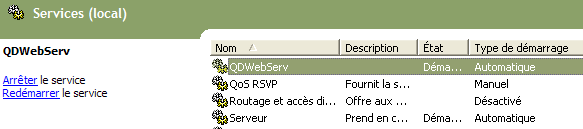 Services (local)
QDWebServ
Arrêter le service
Redémarrer le service
Nom Description État Type de démarrage
QDWebServ Déma... Automatique
QoS RSVP Fournit la s... Manuel
Routage et accès di... Offre aux ... Désactivé
Serveur Prend en c... Déma... Automatique